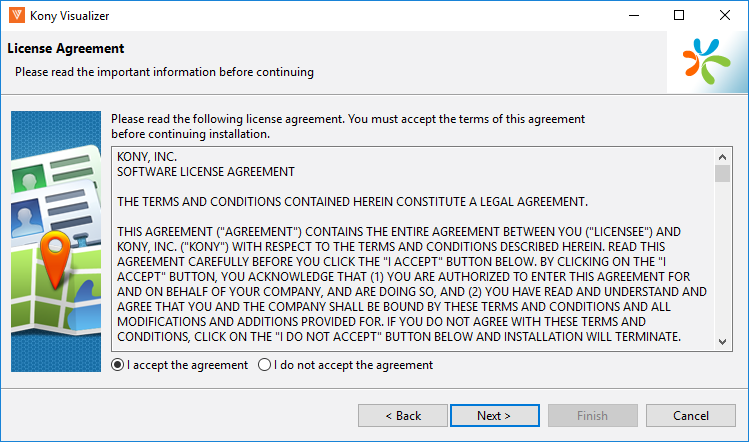 Kony Visualizer
License Agreement
Please read the important information before continuing
Please read the following license agreement. You must accept the terms of this agreement
before continuing installation.
KONY, INC.
SOFTWARE LICENSE AGREEMENT
THE TERMS AND CONDITIONS CONTAINED HEREIN CONSTITUTE A LEGAL AGREEMENT.
THIS AGREEMENT ("AGREEMENT") CONTAINS THE ENTIRE AGREEMENT BETWEEN YOU ("LICENSEE") AND
KONY, INC. ("KONY") WITH RESPECT TO THE TERMS AND CONDITIONS DESCRIBED HEREIN. READ THIS
AGREEMENT CAREFULLY BEFORE YOU CLICK THE "I ACCEPT" BUTTON BELOW. BY CLICKING ON THE "I
ACCEPT" BUTTON, YOU ACKNOWLEDGE THAT (1) YOU ARE AUTHORIZED TO ENTER THIS AGREEMENT FOR
AND ON BEHALF OF YOUR COMPANY, AND ARE DOING SO, AND (2) YOU HAVE READ AND UNDERSTAND AND
AGREE THAT YOU AND THE COMPANY SHALL BE BOUND BY THESE TERMS AND CONDITIONS AND ALL
MODIFICATIONS AND ADDITIONS PROVIDED FOR. IF YOU DO NOT AGREE WITH THESE TERMS AND
CONDITIONS, CLICK ON THE "I DO NOT ACCEPT" BUTTON BELOW AND INSTALLATION WILL TERMINATE.
I accept the agreement I do not accept the agreement
< Back Next > Finish Cancel